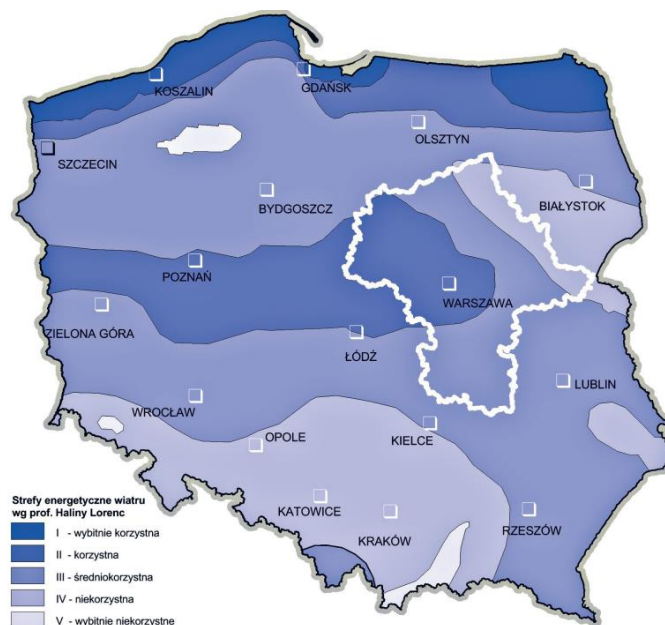 KOSZALIN
GDAŃSK
OLSZTYN
SZCZECIN
BIAŁYSTOK
BYDGOSZCZ
POZNAŃ
WARSZAWA
ZIELONA GÓRA
ŁÓDŹ
LUBLIN
WROCŁAW
OPOLE
KIELCE
KATOWICE
KRAKÓW
RZESZÓW
Strefy energetyczne wiatru
wg prof. Haliny Lorenc
I - wybitnie korzystna
II - korzystna
III - średniokorzystna
IV - niekorzystna
V - wybitnie niekorzystne